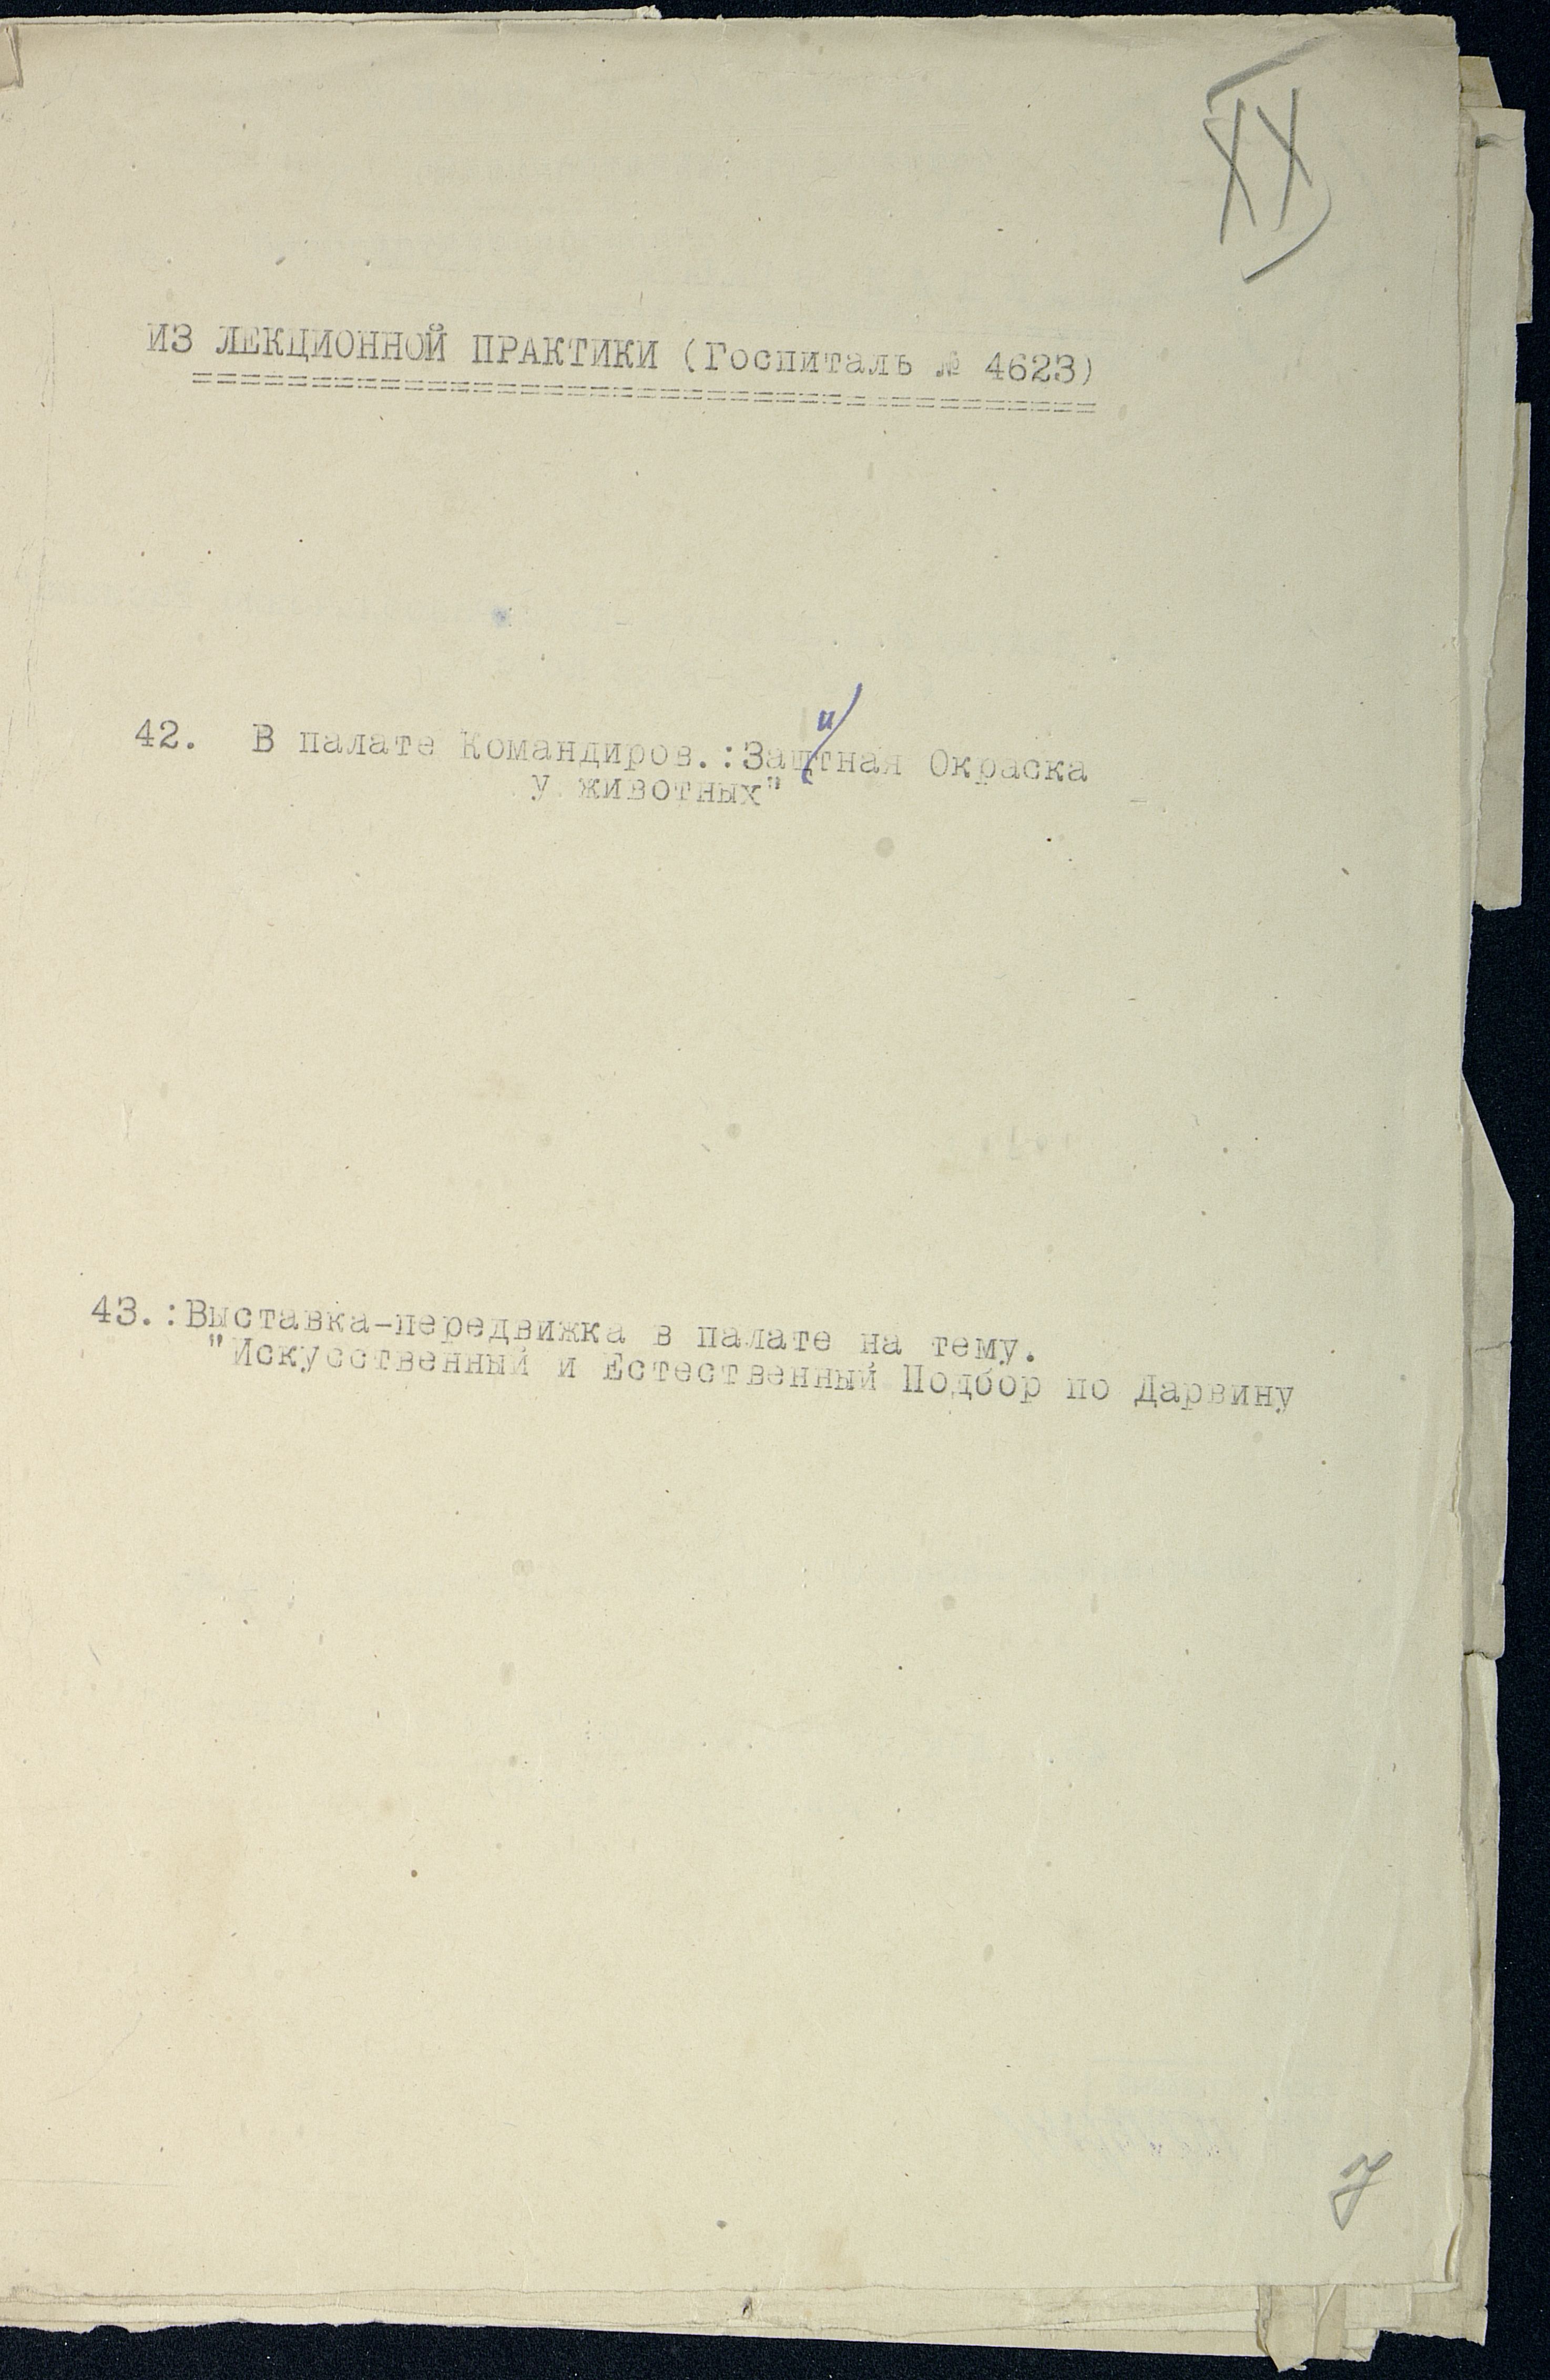 XX
ИЗ ЛЕКЦИОННОЙ ПРАКТИКИ (Госпиталь № 4623)
42. В палате Командиров.:Защитная Окраска
у животных"
43.:Выставка-передвижка в палате на тему.
"Искусственный и Естественный Подбор по Дарвину
7